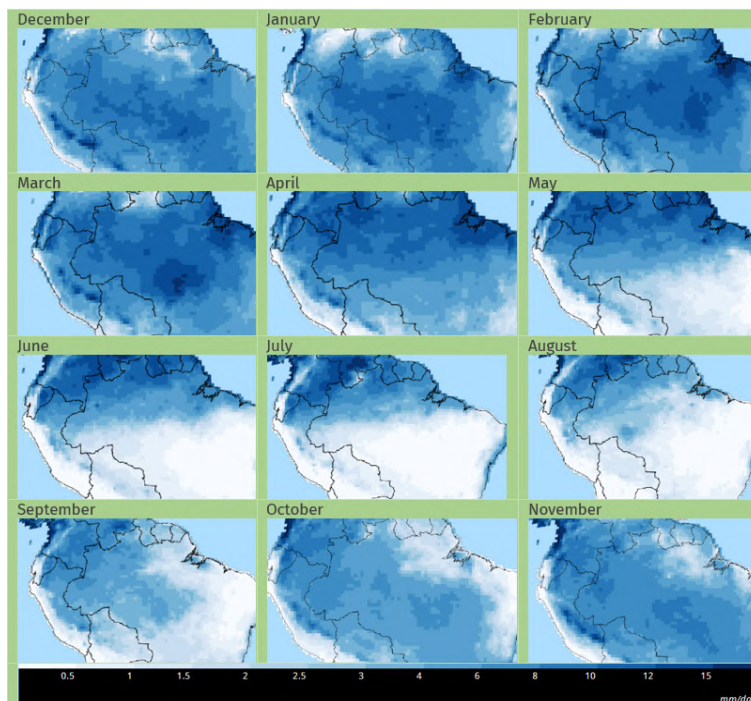 December January February
March April May
June July August
September October November
0.5 1 1.5 2 2.5 3 4 6 8 10 12 15